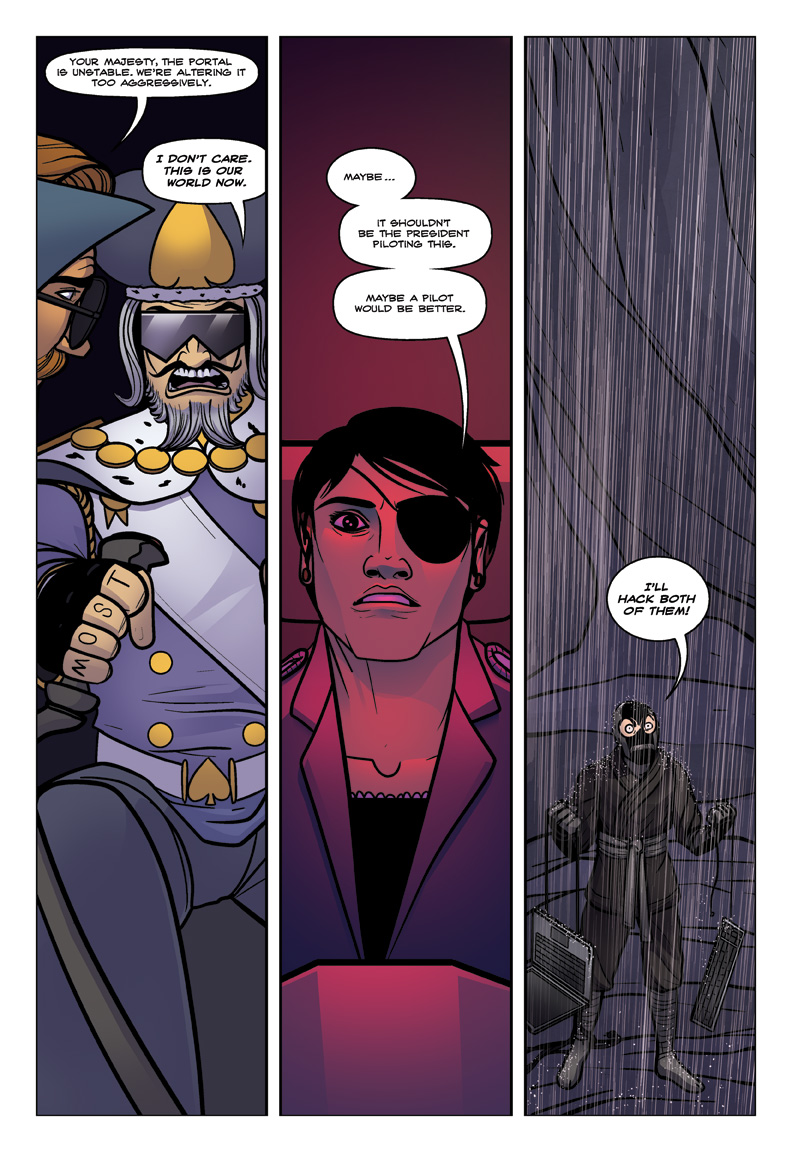 YOUR MAJESTY, THE PORTAL
IS UNSTABLE. WE'RE ALTERING IT
TOO AGGRESSIVELY.
I DON'T CARE.
THIS IS OUR
WORLD NOW.
MOST
MAYBE...
IT SHOULDN'T
BE THE PRESIDENT
PILOTING THIS.
MAYBE A PILOT
WOULD BE BETTER.
I'LL
HACK BOTH
OF THEM!